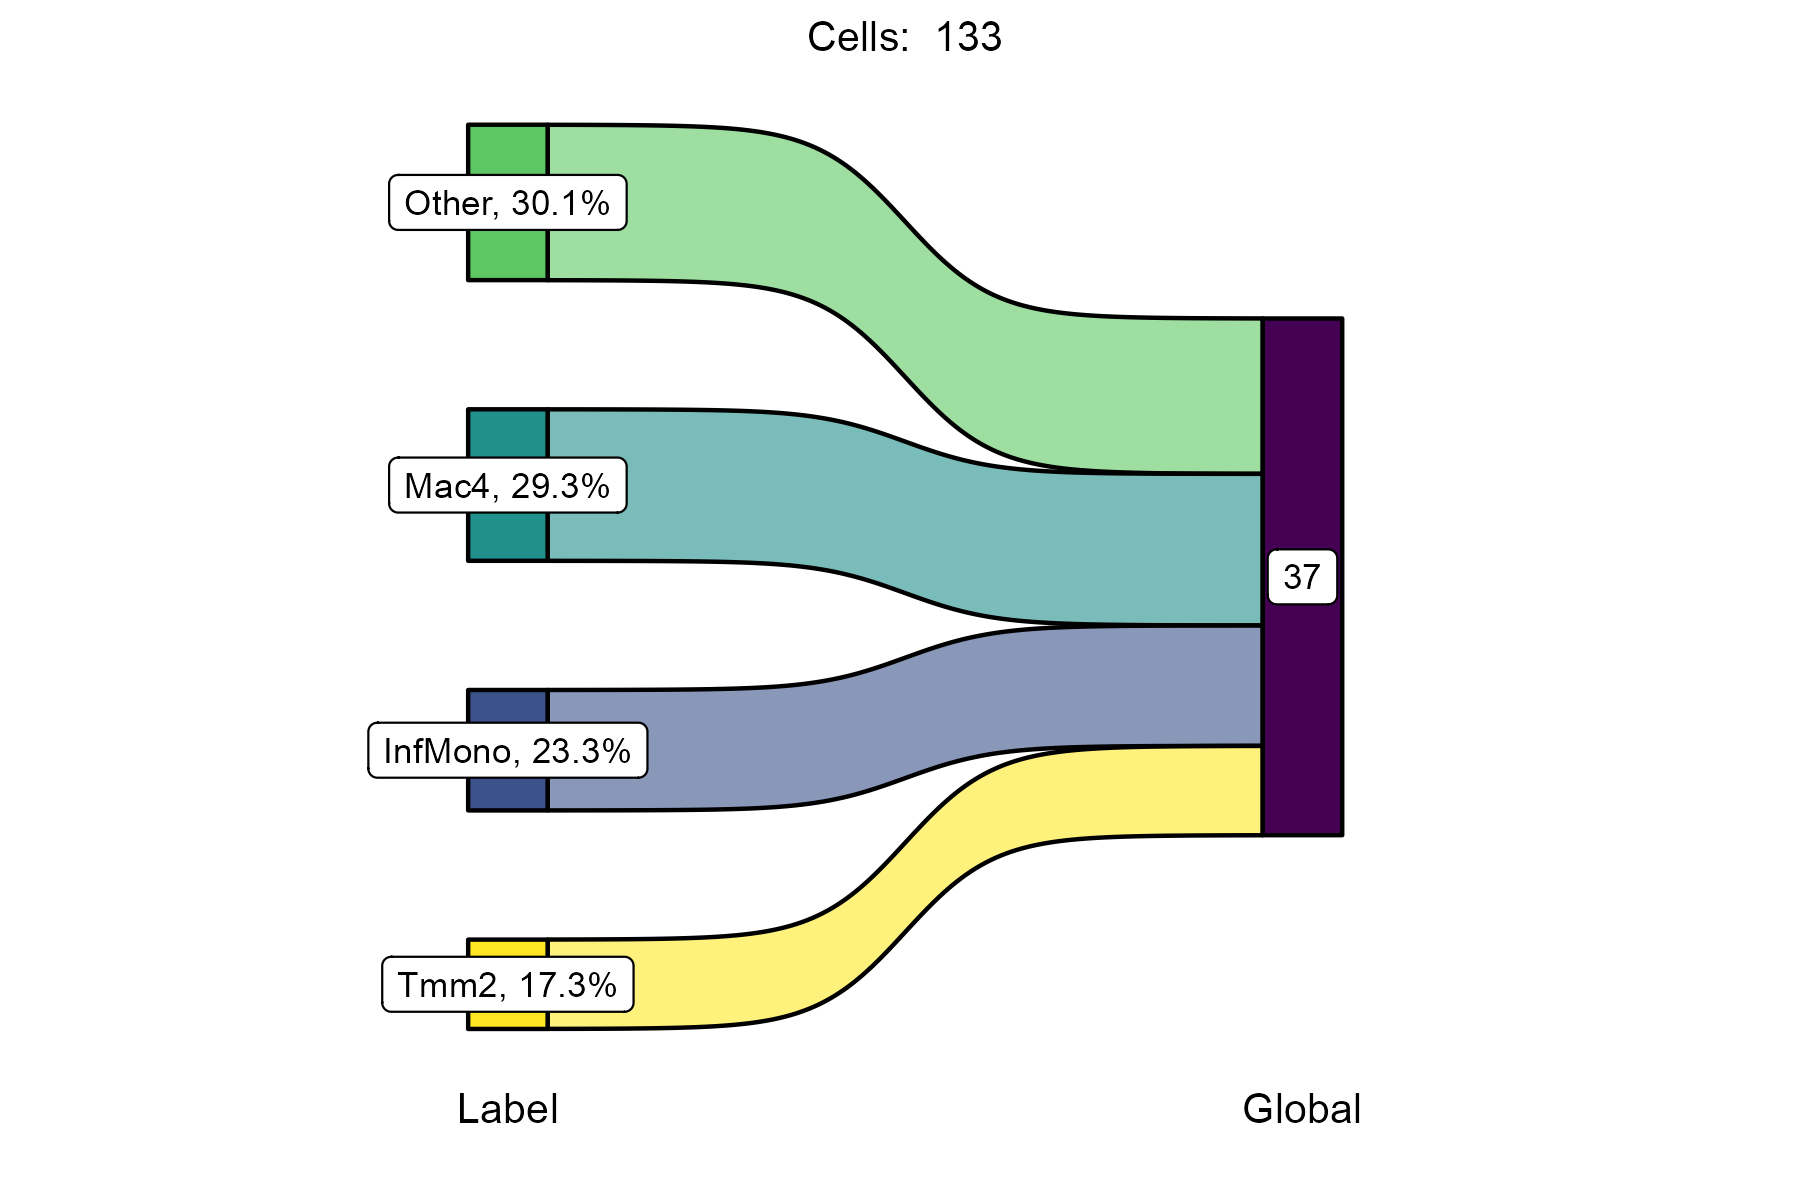 Cells:  133
Other, 30.1%
Mac4, 29.3%
37
InfMono, 23.3%
Tmm2, 17.3%
Label
Global